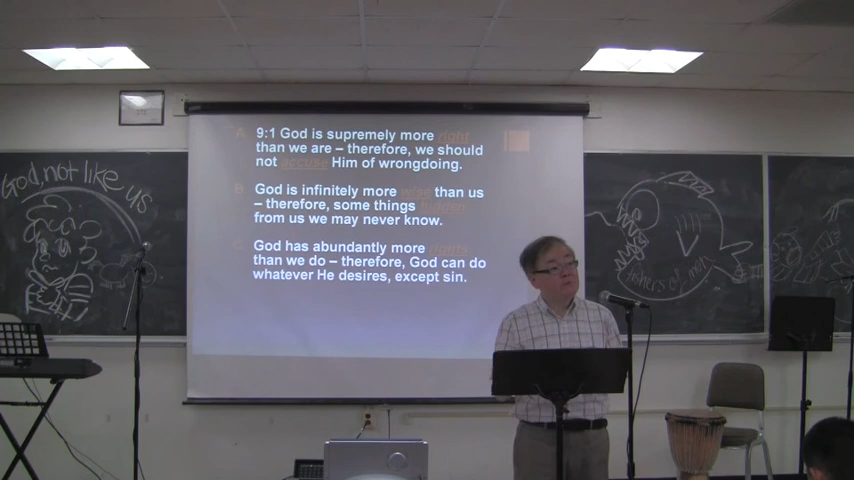 God, not like us
A. 9:1 God is supremely more right
than we are – therefore, we should
not accuse Him of wrongdoing.
B. God is infinitely more wise than us
– therefore, some things hidden
from us we may never know.
C. God has abundantly more rights
than we do – therefore, God can do
whatever He desires, except sin.
fishers of men